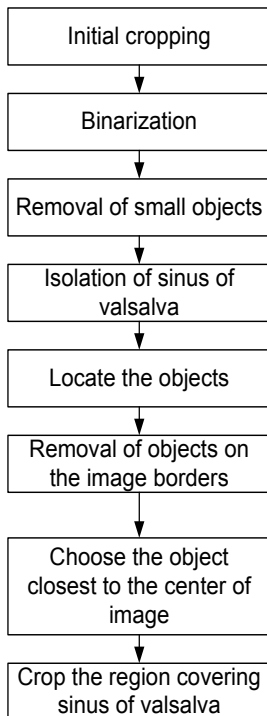 Initial cropping
Binarization
Removal of small objects
Isolation of sinus of
valsalva
Locate the objects
Removal of objects on
the image borders
Choose the object
closest to the center of
image
Crop the region covering
sinus of valsalva